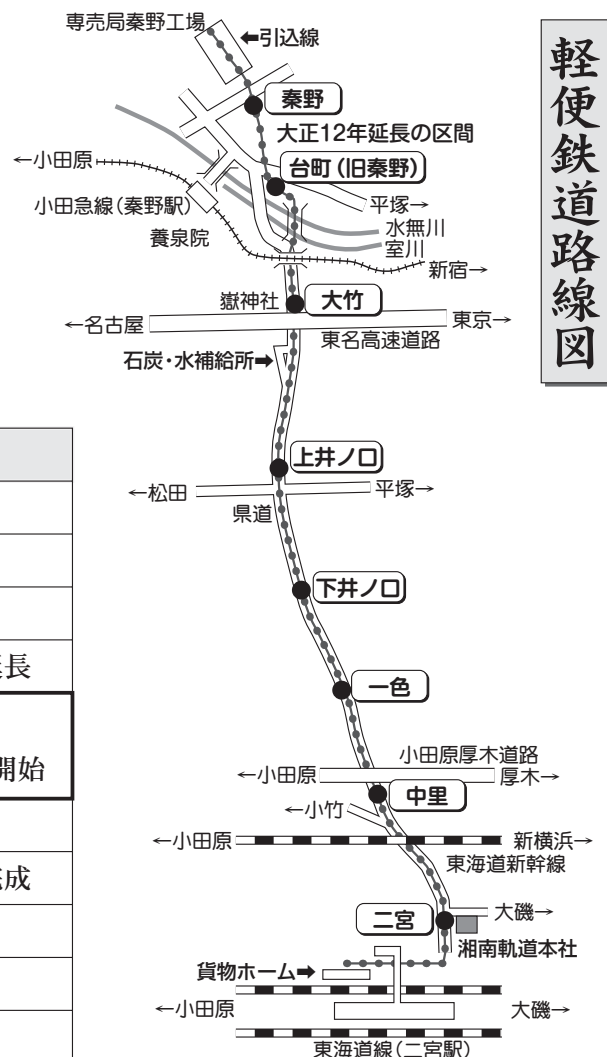 軽便鉄道路線図
専売局秦野工場
←引込線
秦野
大正12年延長の区間
←小田原
台町(旧秦野)
小田急線(秦野駅)
平塚→
水無川
養泉院
室川
新宿→
嶽神社
大竹
←名古屋
東京→
東名高速道路
石炭・水補給所→
上井ノ口
←松田
平塚→
県道
下井ノ口
延長
一色
開始
小田原厚木道路
←小田原
厚木→
中里
←小竹
←小田原
新横浜→
東海道新幹線
完成
二宮
大磯→
湘南軌道本社
貨物ホーム→
←小田原
大磯→
東海道線(二宮駅)